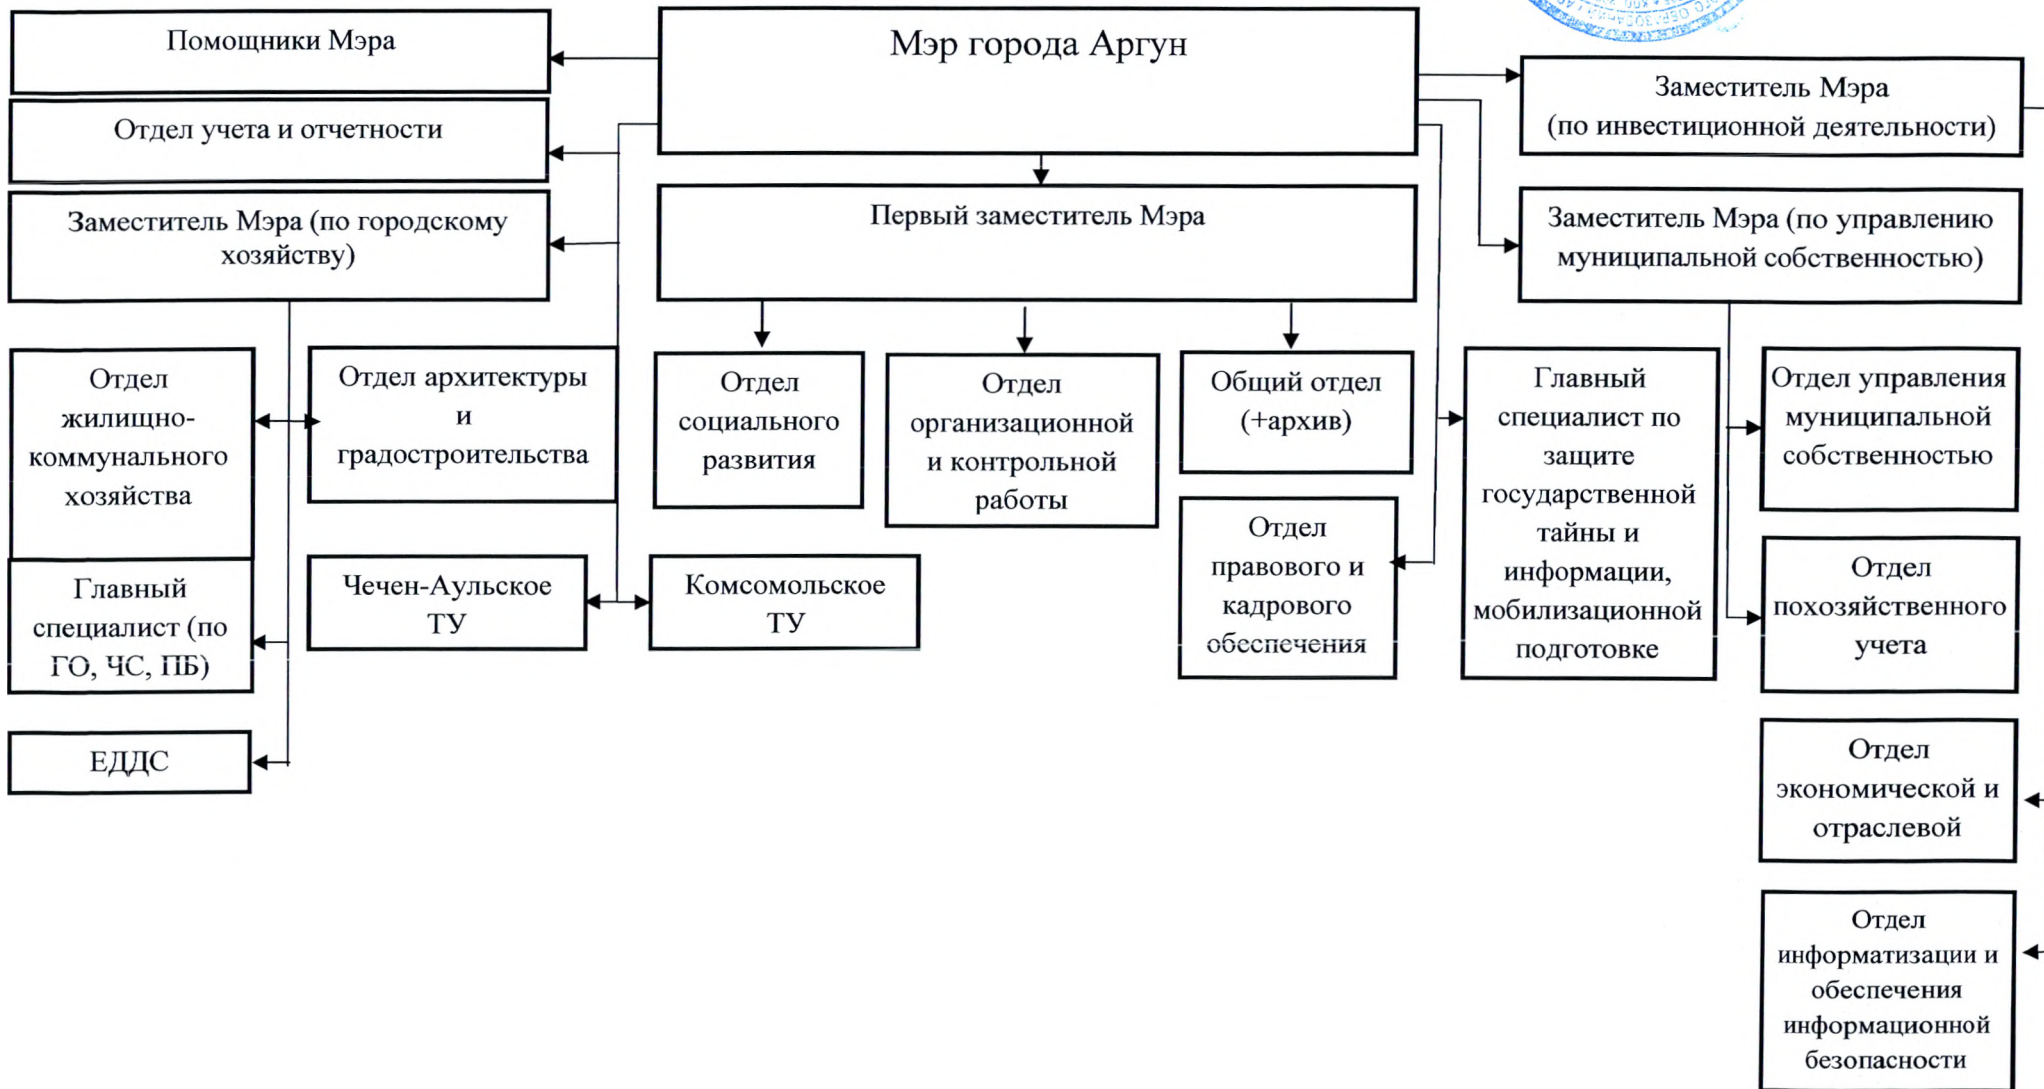 Помощники Мэра
Мэр города Аргун
Заместитель Мэра
(по инвестиционной деятельности)
Отдел учета и отчетности
Заместитель Мэра (по городскому
хозяйству)
Первый заместитель Мэра
Заместитель Мэра (по управлению
муниципальной собственностью)
Отдел
жилищно-
коммунального
хозяйства
Отдел архитектуры
и
градостроительства
Отдел
социального
развития
Отдел
организационной
и контрольной
работы
Общий отдел
(+архив)
Главный
специалист по
защите
государственной
тайны и
информации,
мобилизационной
подготовке
Отдел управления
муниципальной
собственностью
Отдел
правового и
кадрового
обеспечения
Главный
специалист (по
ГО, ЧС, ПБ)
Чечен-Аульское
ТУ
Комсомольское
ТУ
Отдел
похозяйственного
учета
ЕДДС
Отдел
экономической и
отраслевой
Отдел
информатизации и
обеспечения
информационной
безопасности